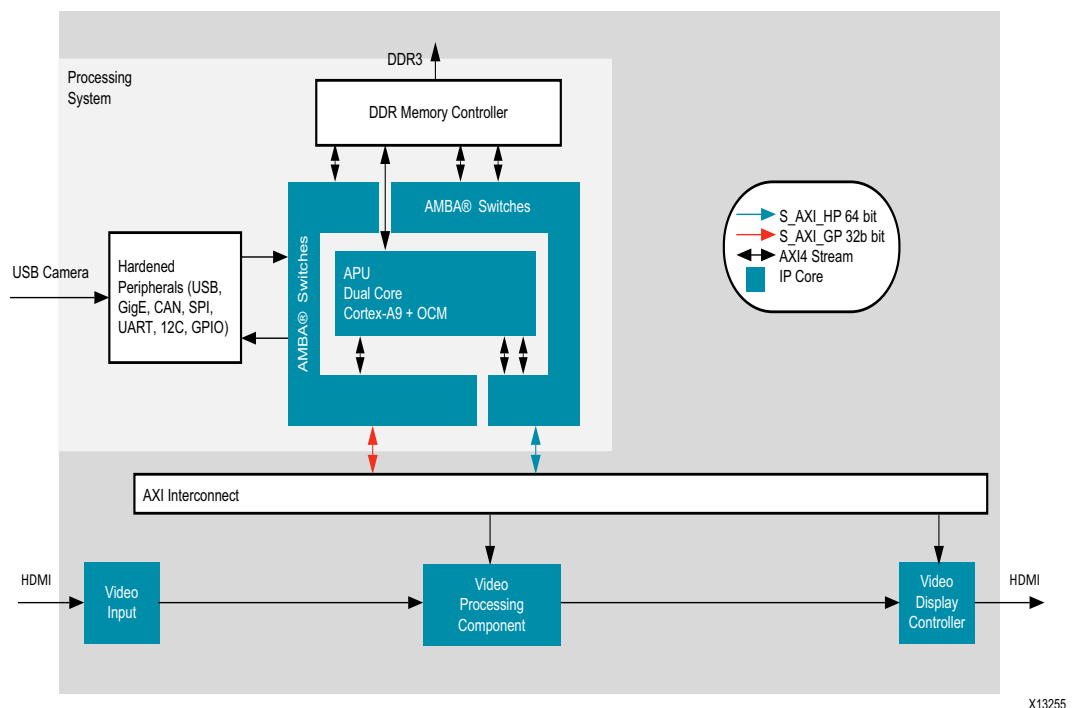 DDR3
Processing
System
DDR Memory Controller
AMBA® Switches
AMBA® Switches
APU
Dual Core
Cortex-A9 + OCM
USB Camera
Hardened
Peripherals (USB,
GigE, CAN, SPI,
UART, 12C, GPIO)
S_AXI_HP 64 bit
S_AXI_GP 32b bit
AXI4 Stream
IP Core
AXI Interconnect
HDMI
Video
Input
Video
Processing
Component
Video
Display
Controller
HDMI
X13255